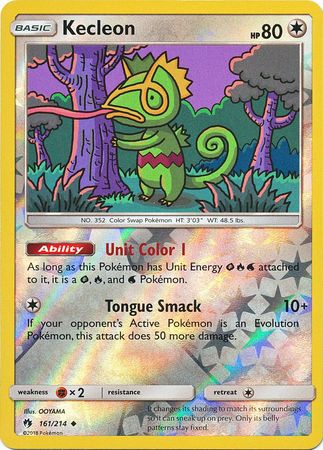 BASIC Kecleon HP 80
NO. 352 Color Swap Pokémon HT: 3'03" WT: 48.5 lbs.
Ability Unit Color 1
As long as this Pokémon has Unit Energy attached to it, it is a , , and Pokémon.
Tongue Smack 10+
If your opponent's Active Pokémon is an Evolution
Pokémon, this attack does 50 more damage.
weakness × 2 resistance retreat
Illus. OOYAMA
161/214
©2018 Pokémon
It changes its shading to match its surroundings
so it can sneak up on prey. Only its belly
patterns stay fixed.